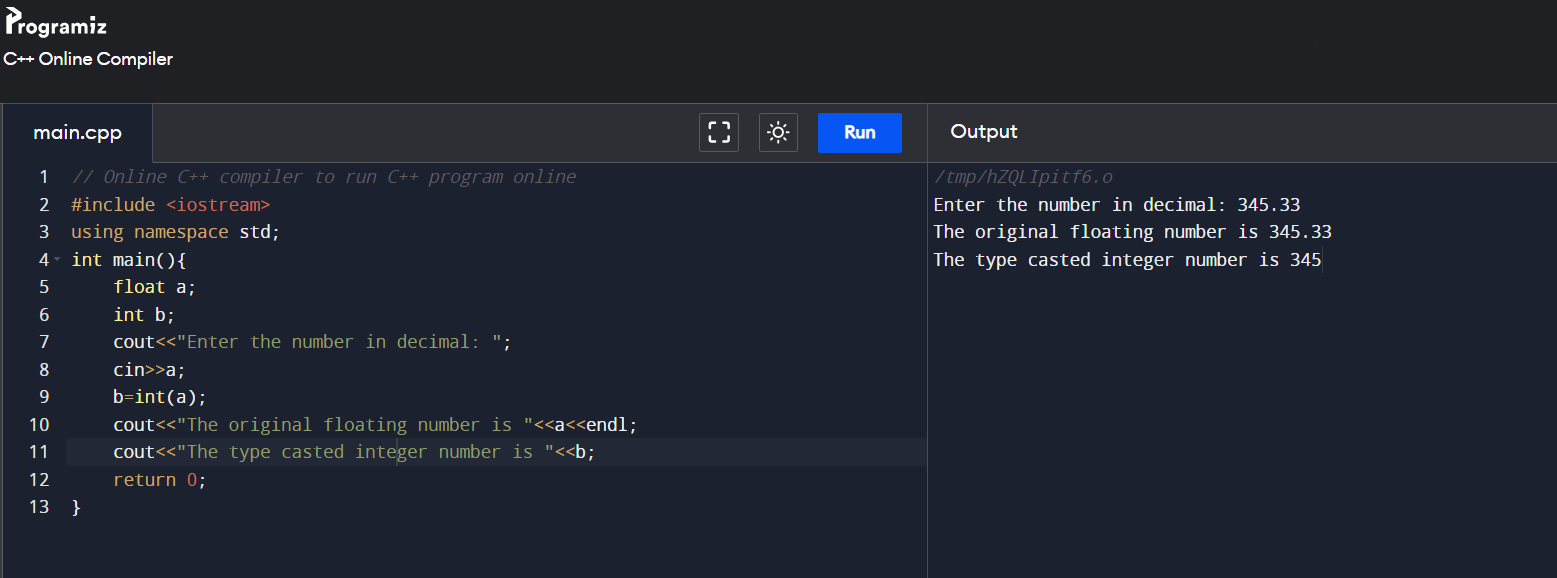 Programiz
C++ Online Compiler
main.cpp
Run
Output
1 // Online C++ compiler to run C++ program online
2 #include <iostream>
3 using namespace std;
4 int main(){
5     float a;
6     int b;
7     cout<<"Enter the number in decimal: ";
8     cin>>a;
9     b=int(a);
10     cout<<"The original floating number is "<<a<<endl;
11     cout<<"The type casted integer number is "<<b;
12     return 0;
13 }
/tmp/hZQLIpitf6.o
Enter the number in decimal: 345.33
The original floating number is 345.33
The type casted integer number is 345